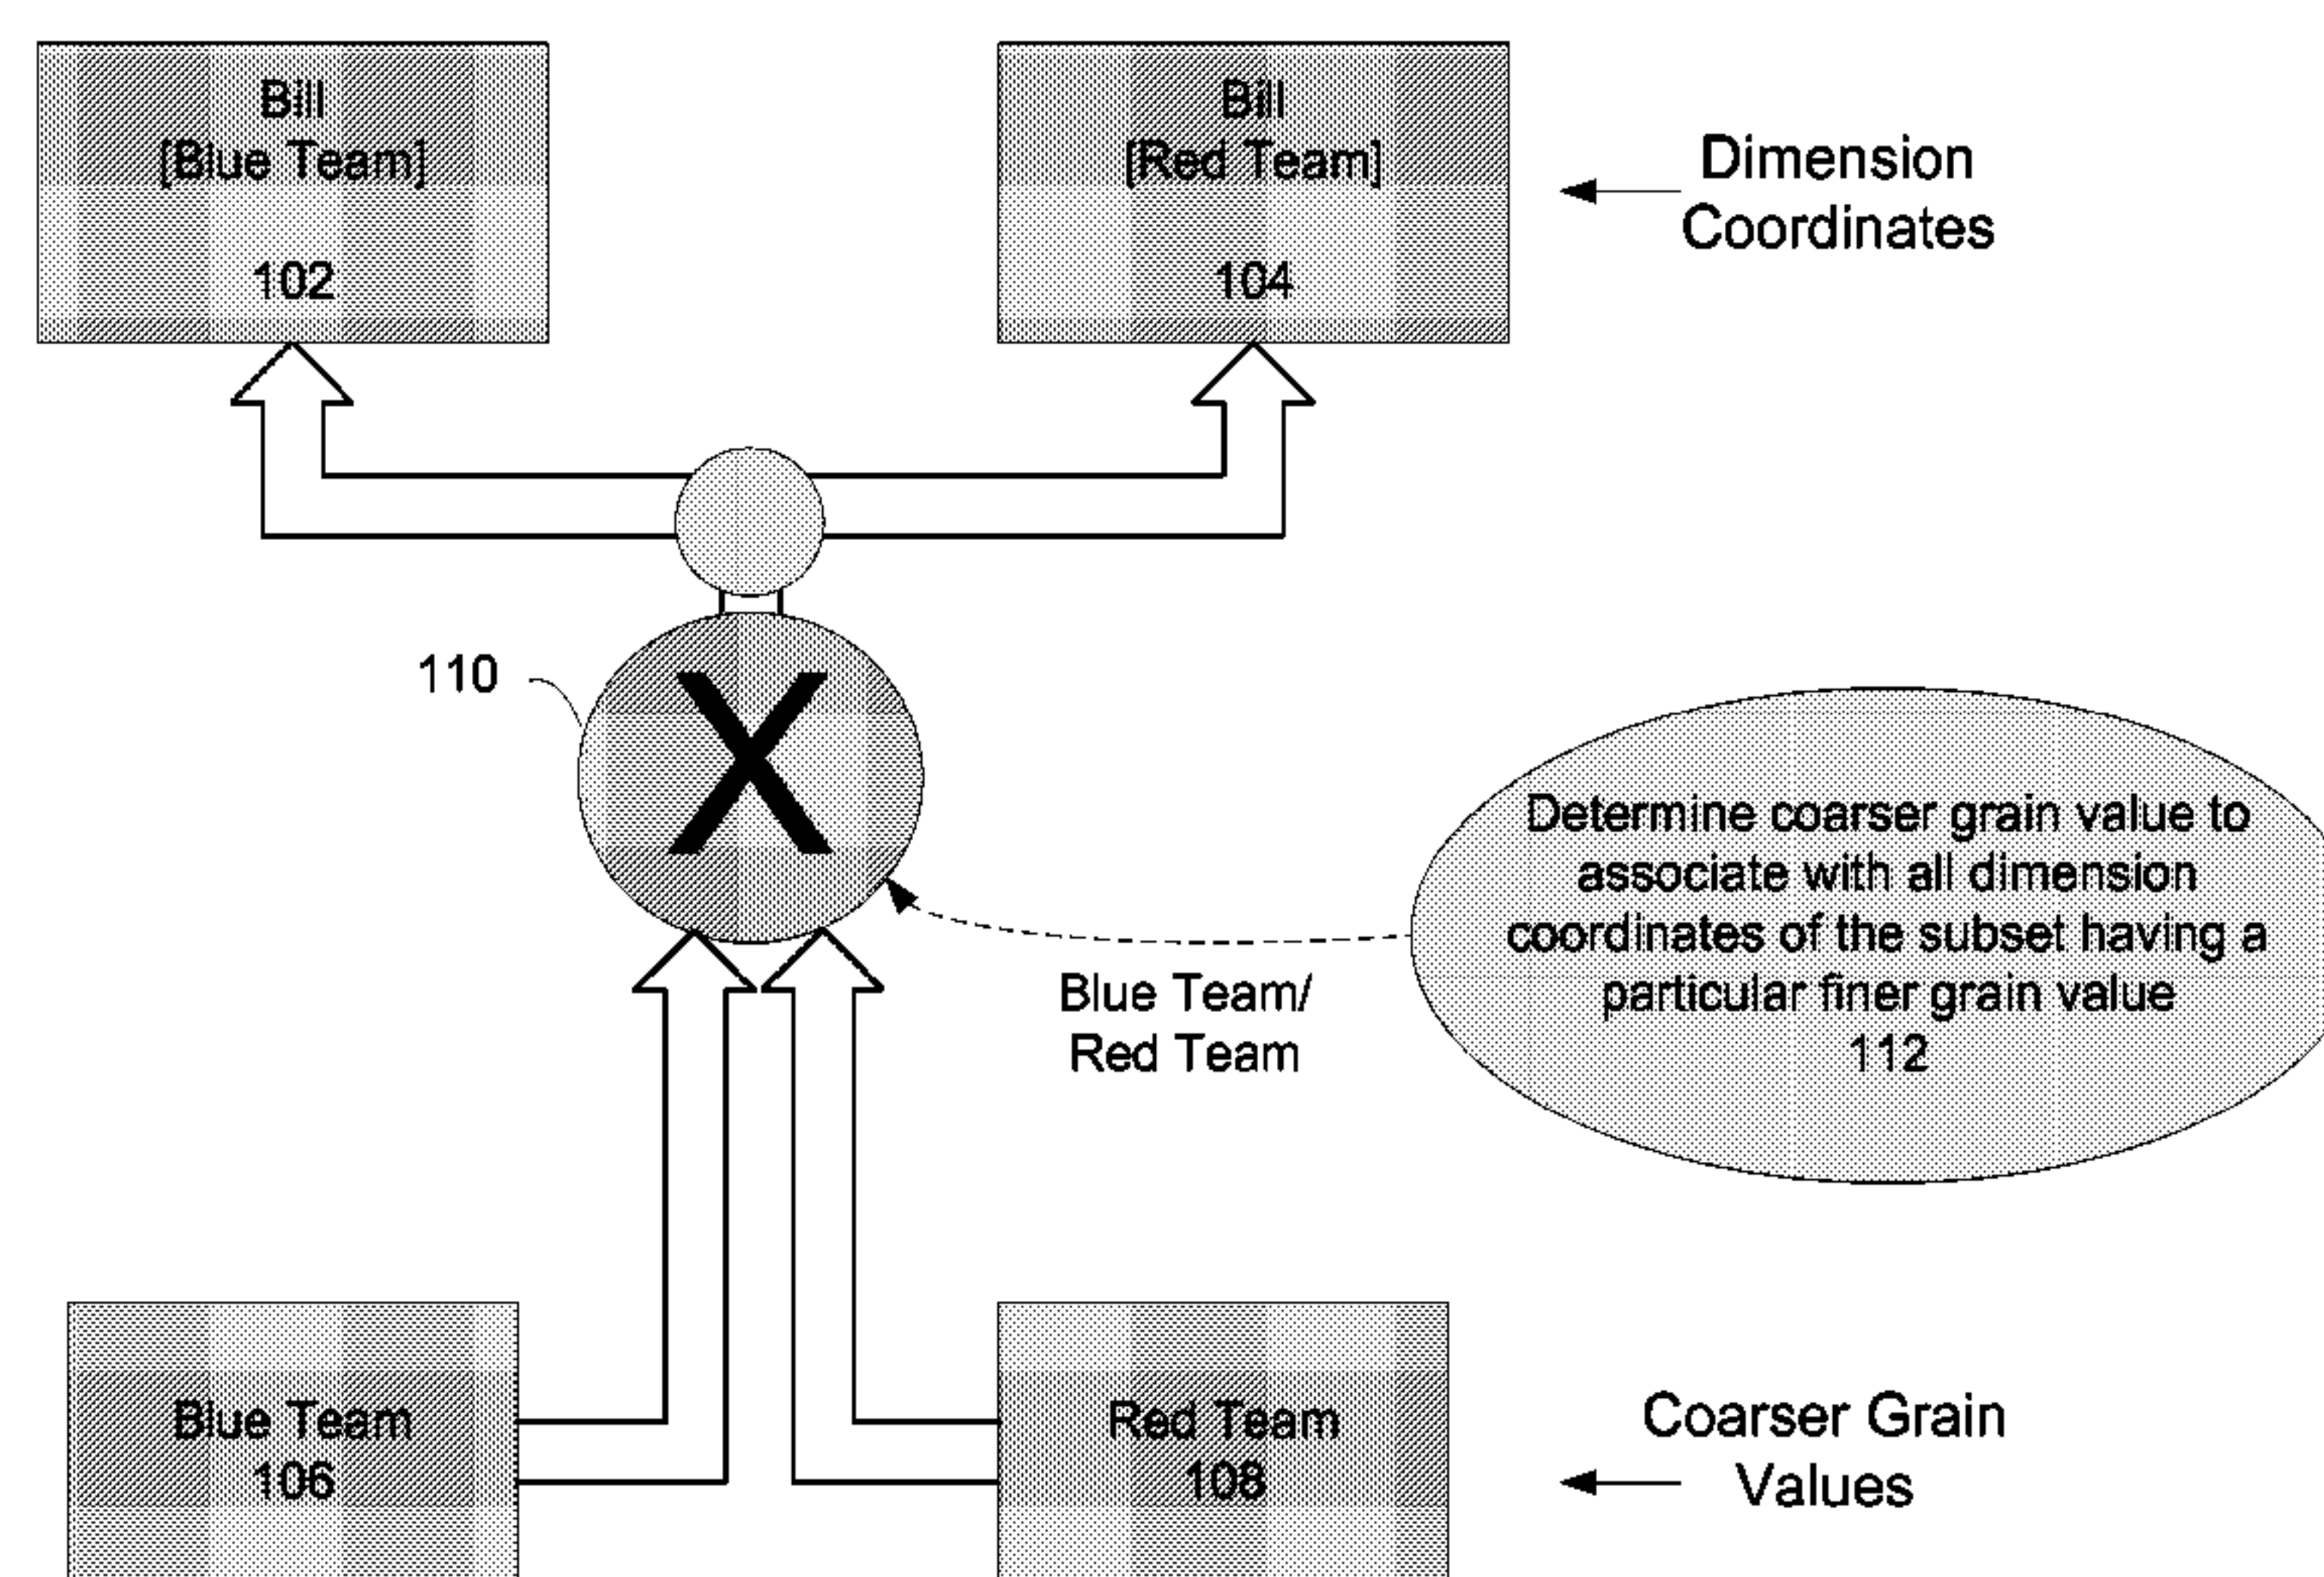 Bill
[Blue Team]
102
Bill
[Red Team]
104
Dimension
Coordinates
110
X
Determine coarser grain value to
associate with all dimension
coordinates of the subset having a
particular finer grain value
112
Blue Team/
Red Team
Blue Team
106
Red Team
108
Coarser Grain
Values